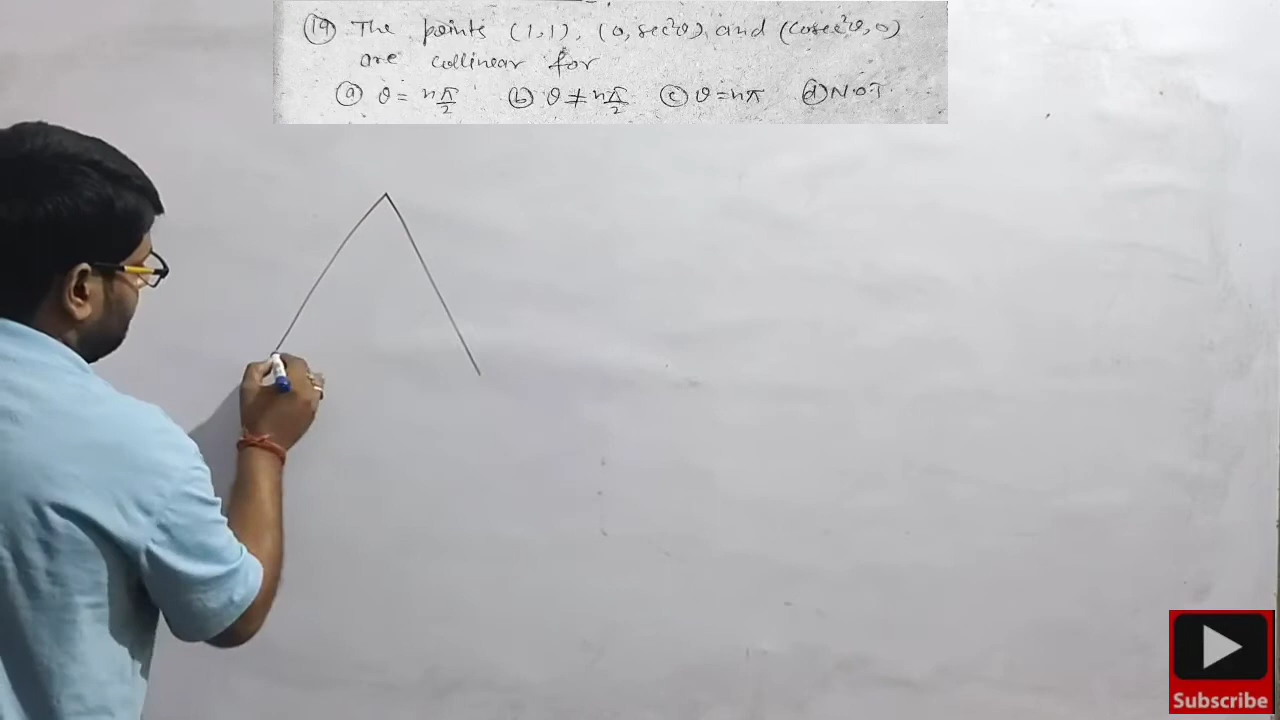 (19) The points (1,1), (0, sec²θ) and (cosec²θ, 0)
are collinear for
(a) θ = nπ/2 (b) θ ≠ nπ/2 (c) θ = nπ (d) N.O.T
Subscribe